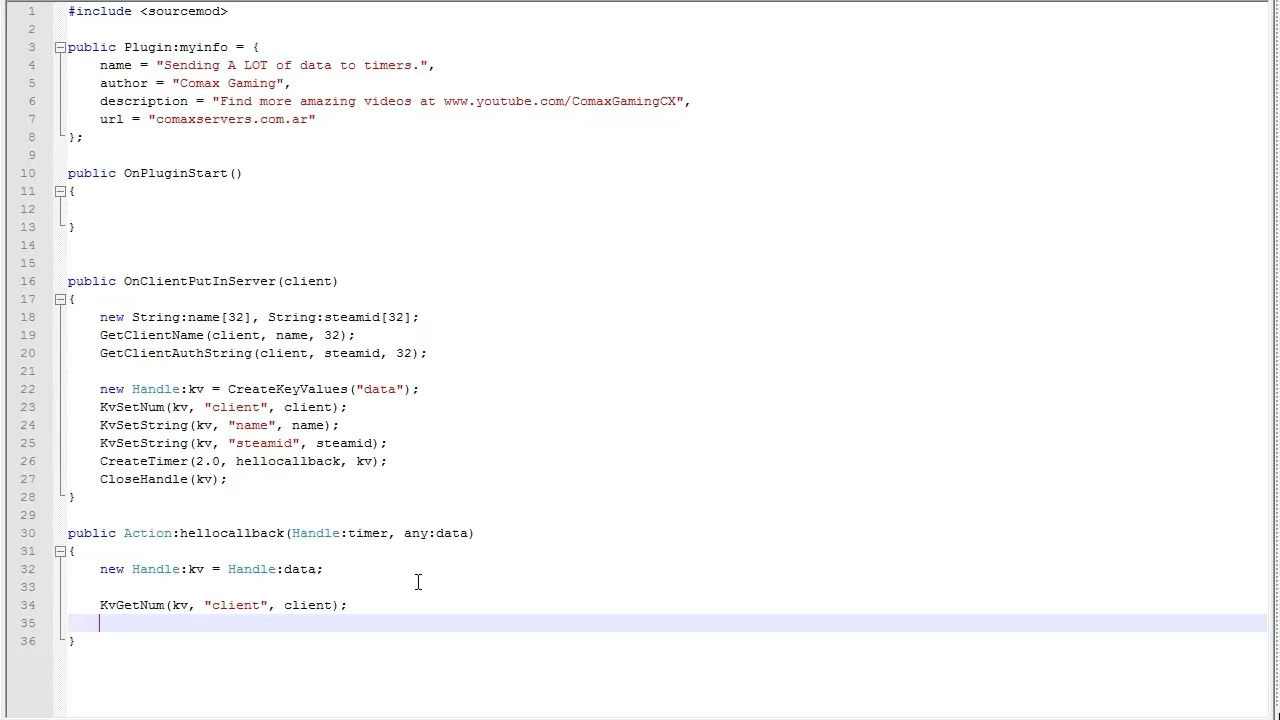 1 #include <sourcemod>
2
3 public Plugin:myinfo = {
4 name = "Sending A LOT of data to timers.",
5 author = "Comax Gaming",
6 description = "Find more amazing videos at www.youtube.com/ComaxGamingCX",
7 url = "comaxservers.com.ar"
8 };
9
10 public OnPluginStart()
11 {
12
13 }
14
15
16 public OnClientPutInServer(client)
17 {
18 new String:name[32], String:steamid[32];
19 GetClientName(client, name, 32);
20 GetClientAuthString(client, steamid, 32);
21
22 new Handle:kv = CreateKeyValues("data");
23 KvSetNum(kv, "client", client);
24 KvSetString(kv, "name", name);
25 KvSetString(kv, "steamid", steamid);
26 CreateTimer(2.0, hellocallback, kv);
27 CloseHandle(kv);
28 }
29
30 public Action:hellocallback(Handle:timer, any:data)
31 {
32 new Handle:kv = Handle:data;
33
34 KvGetNum(kv, "client", client);
35
36 }